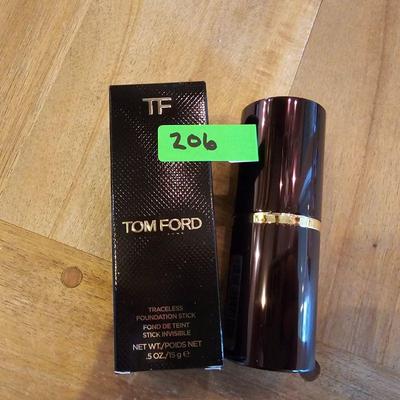 TF
206
TOM FORD
TRACELESS
FOUNDATION STICK
FOND DE TEINT
STICK INVISIBLE
NET WT./POIDS NET
.5 OZ./15 g ℮